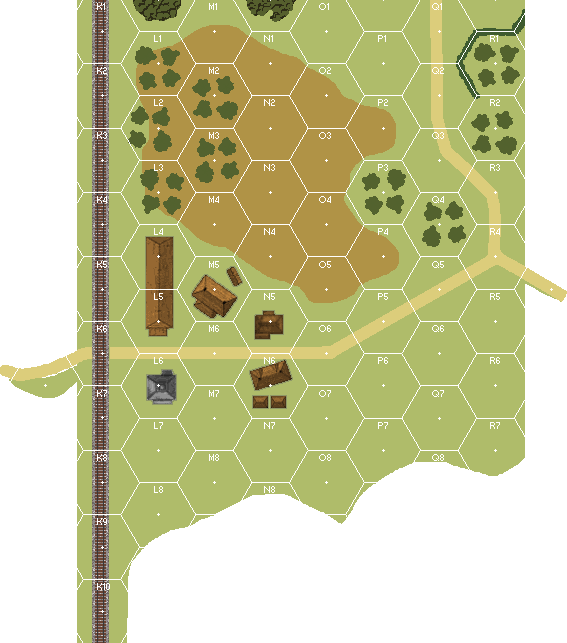 K1 M1 O1 Q1
L1 N1 P1 R1
K2 M2 O2 Q2
L2 N2 P2 R2
K3 M3 O3 Q3
L3 N3 P3 R3
K4 M4 O4 Q4
L4 N4 P4 R4
K5 M5 O5 Q5
L5 N5 P5
K6 M6 O6
L6 N6 P6 R6
K7 M7 O7 Q7
L7 N7 P7 R7
K8 M8 O8 Q8
L8 N8
K9
K10